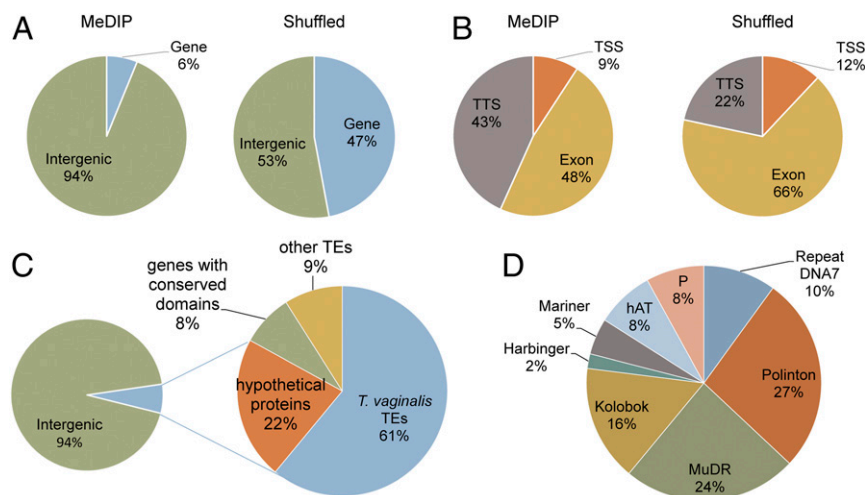 A
MeDIP
Shuffled
Gene
6%
Intergenic
94%
Intergenic
53%
Gene
47%
B
MeDIP
Shuffled
TSS
9%
TTS
43%
Exon
48%
TSS
12%
TTS
22%
Exon
66%
C
Intergenic
94%
genes with
conserved
domains
8%
other TEs
9%
hypothetical
proteins
22%
T. vaginalis
TEs
61%
D
Repeat
DNA7
10%
P
8%
hAT
8%
Mariner
5%
Harbinger
2%
Kolobok
16%
Polinton
27%
MuDR
24%